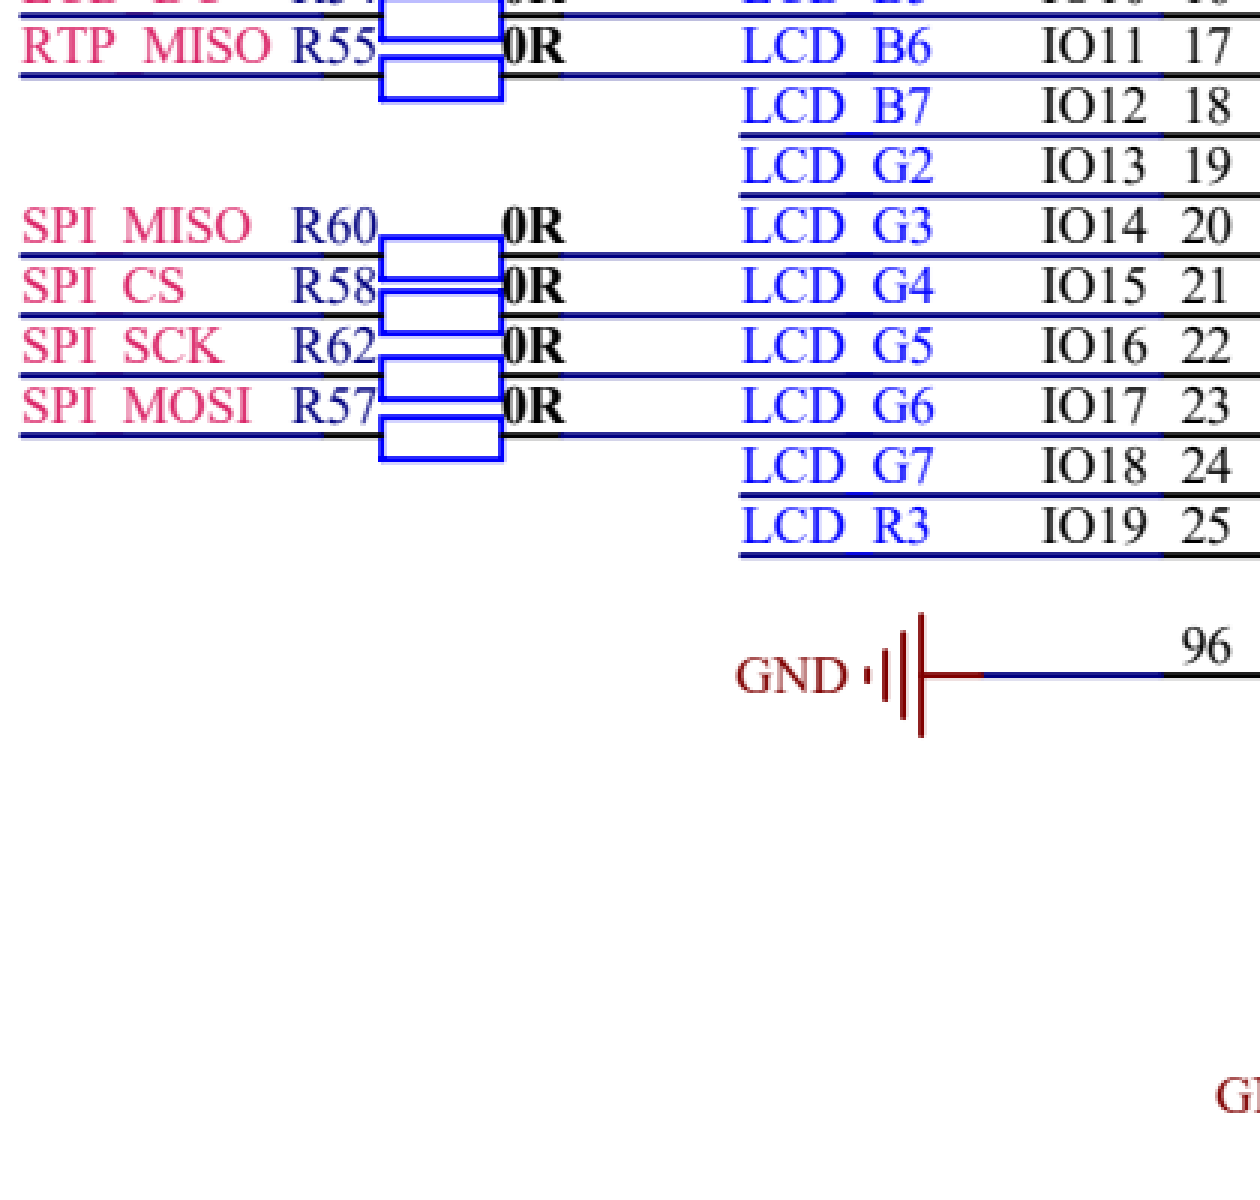 RTP MISO R55 0R LCD B6 IO11 17
LCD B7 IO12 18
LCD G2 IO13 19
SPI MISO R60 0R LCD G3 IO14 20
SPI CS R58 0R LCD G4 IO15 21
SPI SCK R62 0R LCD G5 IO16 22
SPI MOSI R57 0R LCD G6 IO17 23
LCD G7 IO18 24
LCD R3 IO19 25
96
GND